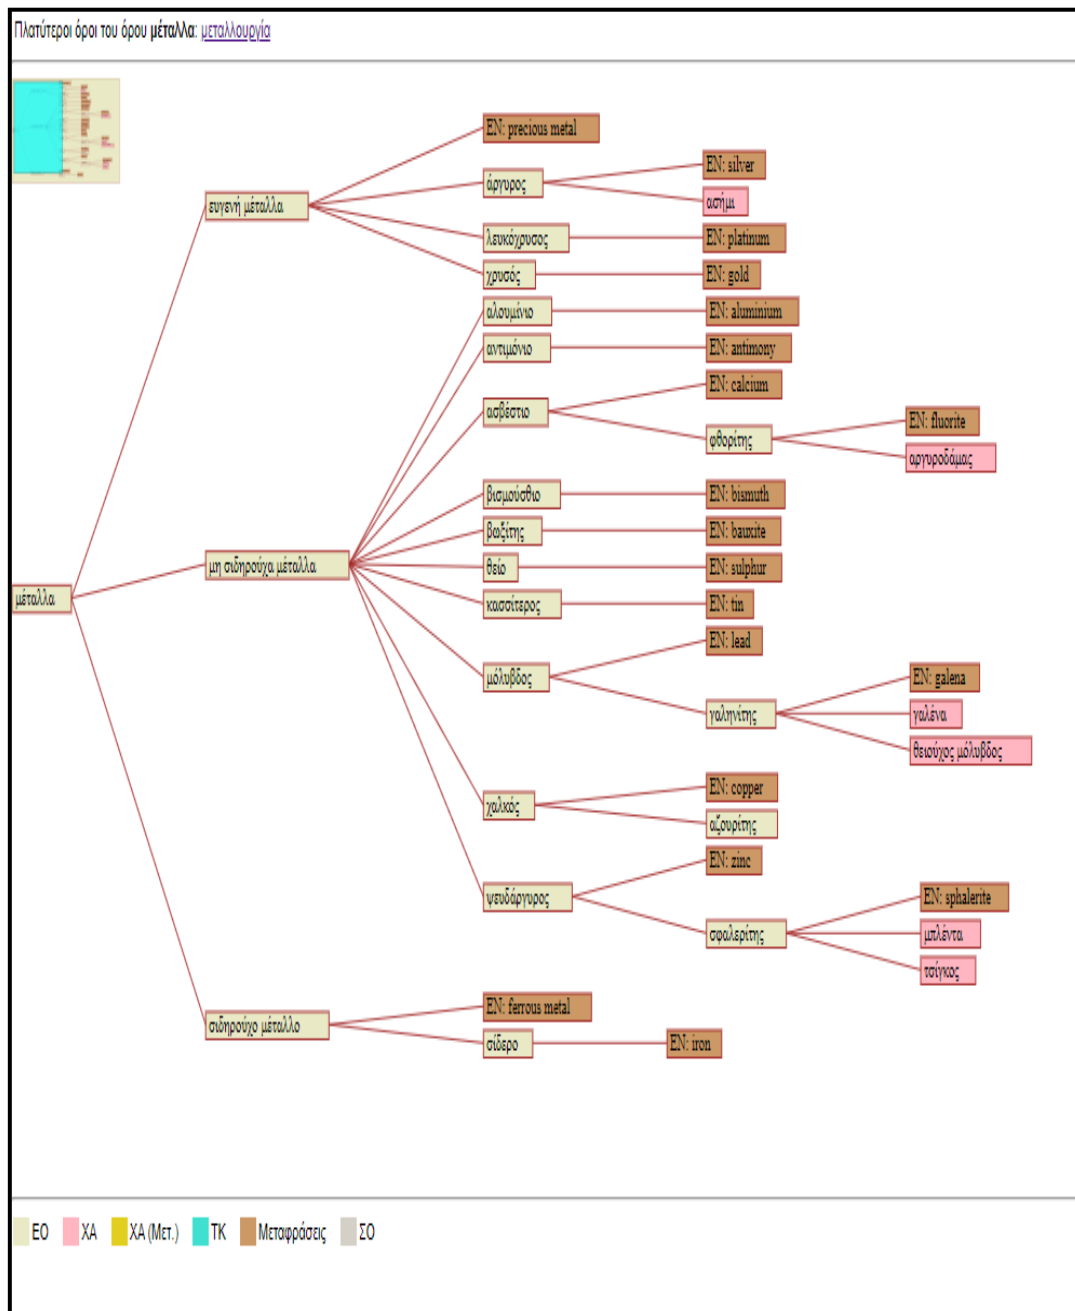 Πλατύτεροι όροι του όρου μέταλλα: μεταλλουργία
EN: precious metal
EN: silver
άργυρος
ασήμι
ευγενή μέταλλα
λευκόχρυσος
EN: platinum
χρυσός
EN: gold
αλουμίνιο
EN: aluminium
αντιμόνιο
EN: antimony
EN: calcium
ασβέστιο
EN: fluorite
φθορίτης
αργυροδάμας
βισμούσθιο
EN: bismuth
βωξίτης
EN: bauxite
μη σιδηρούχα μέταλλα
θείο
EN: sulphur
μέταλλα
κασσίτερος
EN: tin
EN: lead
μόλυβδος
EN: galena
γαληνίτης
γαλένα
θειούχος μόλυβδος
EN: copper
χαλκός
αζουρίτης
EN: zinc
ψευδάργυρος
EN: sphalerite
σφαλερίτης
μπλέντα
τσίγκος
EN: ferrous metal
σιδηρούχο μέταλλο
σίδερο
EN: iron
ΕΟ ΧΑ ΧΑ (Μετ.) ΤΚ Μεταφράσεις ΣΟ